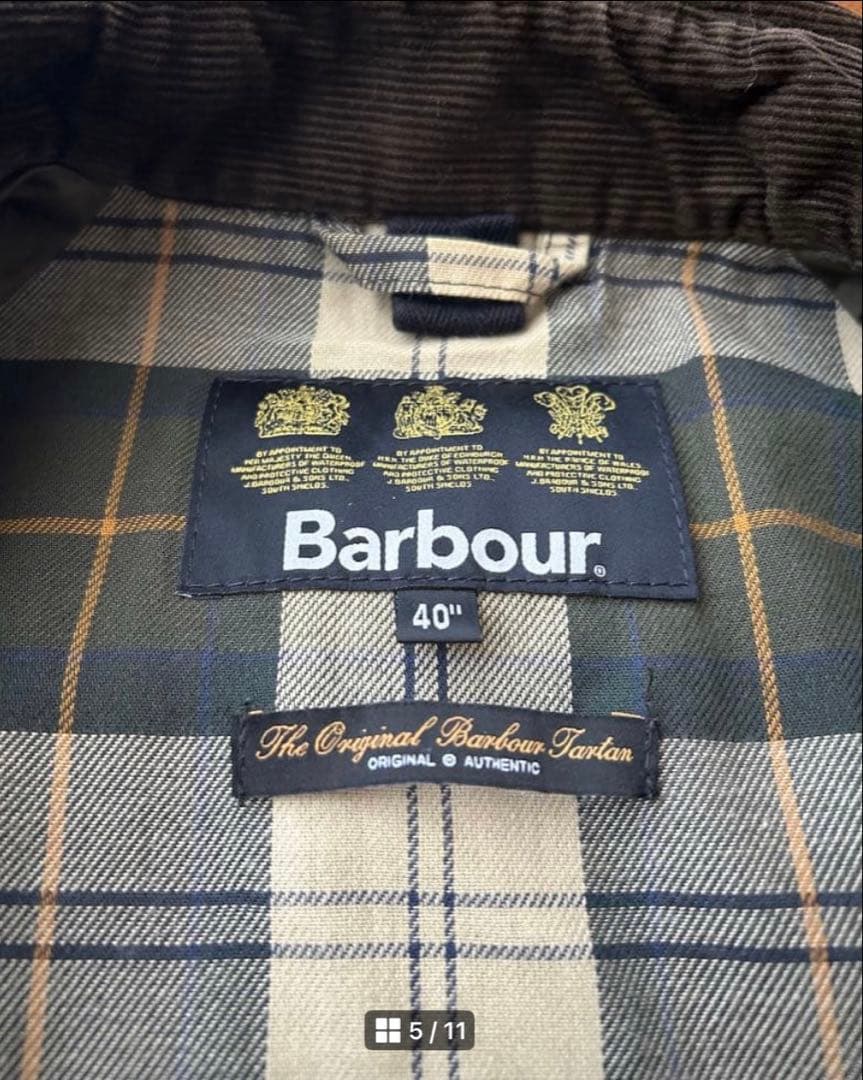 BY APPOINTMENT TO
HER MAJESTY THE QUEEN
MANUFACTURERS OF WATERPROOF
AND PROTECTIVE CLOTHING
J.BARBOUR & SONS LTD.,
SOUTH SHIELDS.
BY APPOINTMENT TO
H.R.H. THE DUKE OF EDINBURGH
MANUFACTURERS OF WATERPROOF
AND PROTECTIVE CLOTHING
J.BARBOUR & SONS LTD.,
SOUTH SHIELDS.
BY APPOINTMENT TO
H.R.H. THE PRINCE OF WALES
MANUFACTURERS OF WATERPROOF
AND PROTECTIVE CLOTHING
J.BARBOUR & SONS LTD.,
SOUTH SHIELDS.
Barbour®
40"
The Original Barbour Tartan
ORIGINAL @ AUTHENTIC
5 / 11